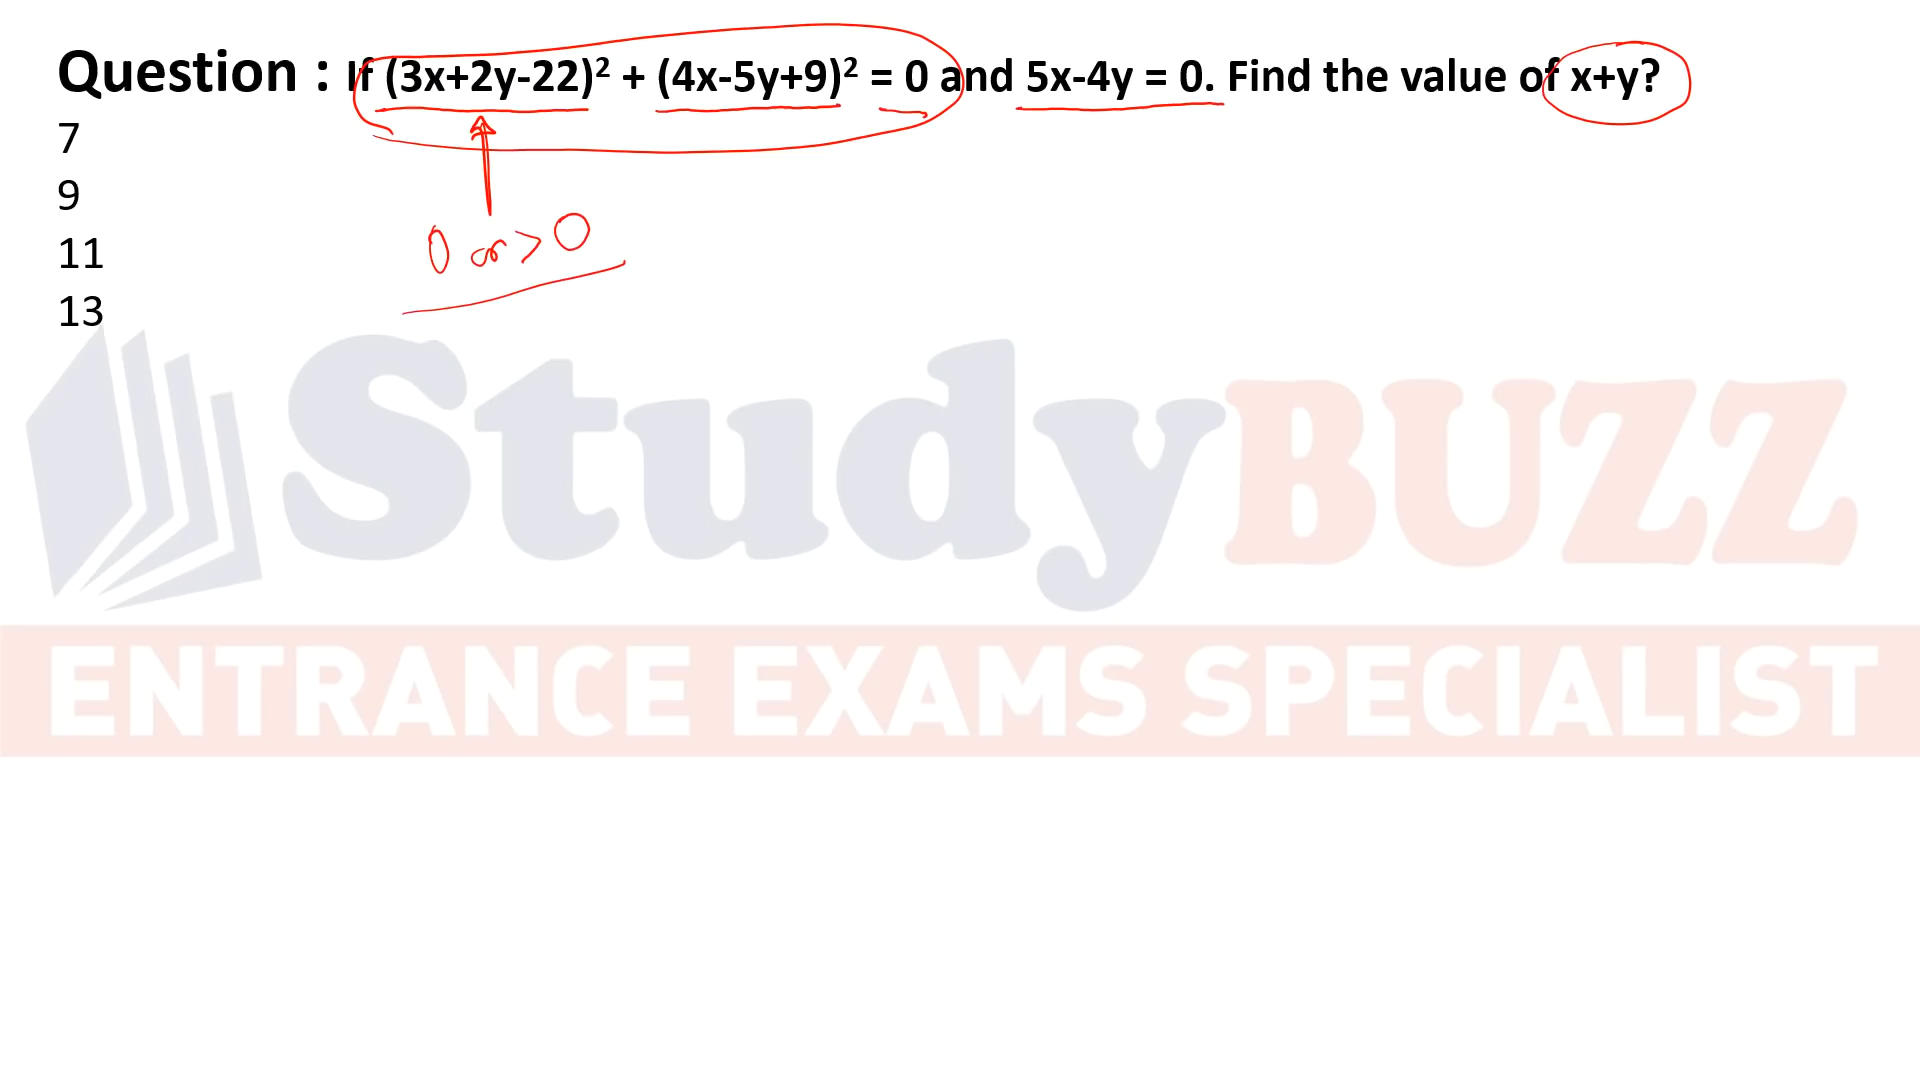 Question : If (3x+2y-22)² + (4x-5y+9)² = 0 and 5x-4y = 0. Find the value of x+y?
7
9
11
13
0 or > 0
StudyBUZZ
ENTRANCE EXAMS SPECIALIST